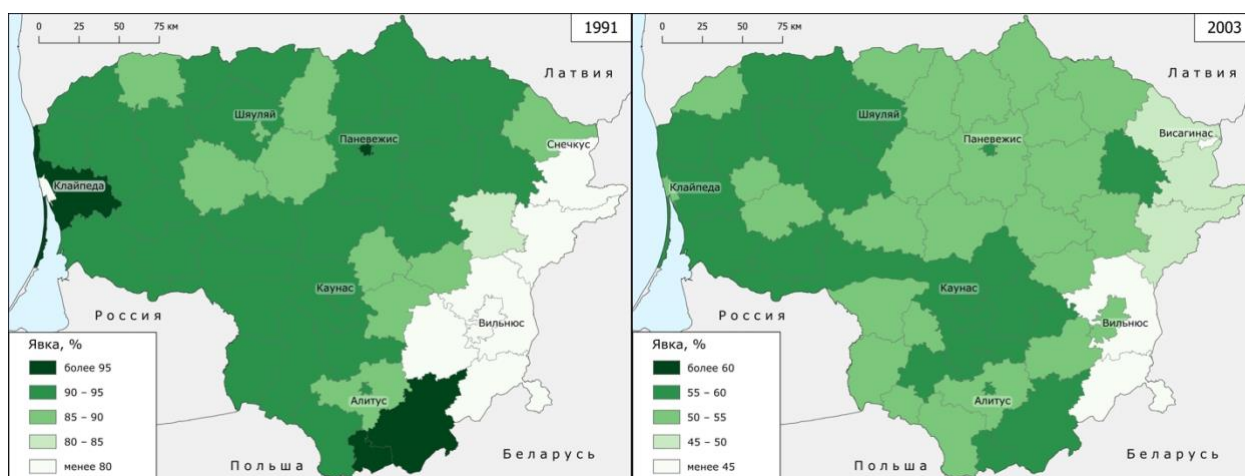 0 25 50 75 км
1991
Латвия
Шяуляй
Паневежис
Снечкус
Клайпеда
Каунас
Вильнюс
Россия
Алитус
Польша
Беларусь
Явка, %
более 95
90 – 95
85 – 90
80 – 85
менее 80
0 25 50 75 км
2003
Латвия
Шяуляй
Паневежис
Висагинас
Клайпеда
Каунас
Вильнюс
Россия
Алитус
Польша
Беларусь
Явка, %
более 60
55 – 60
50 – 55
45 – 50
менее 45